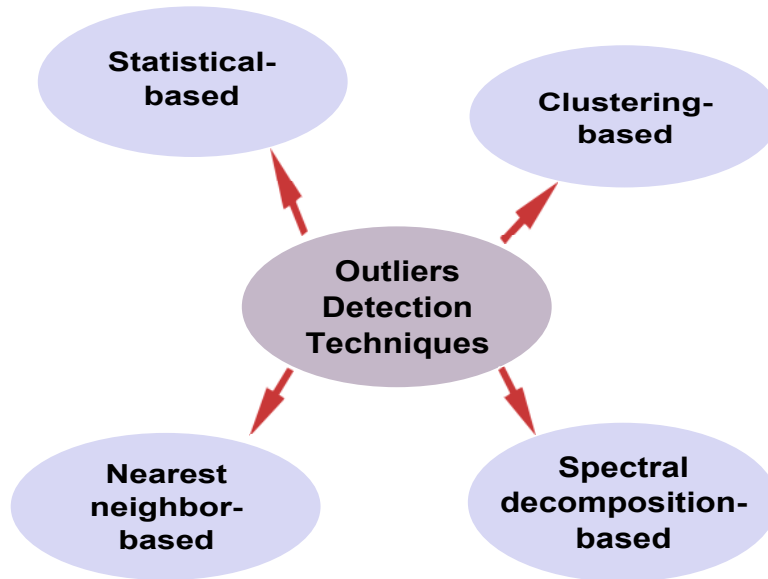 Statistical-
based
Clustering-
based
Outliers
Detection
Techniques
Nearest
neighbor-
based
Spectral
decomposition-
based